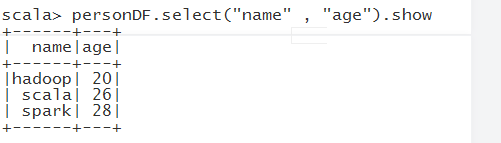 scala> personDF.select("name" , "age").show
+------+---+
|  name|age|
+------+---+
|hadoop| 20|
| scala| 26|
| spark| 28|
+------+---+